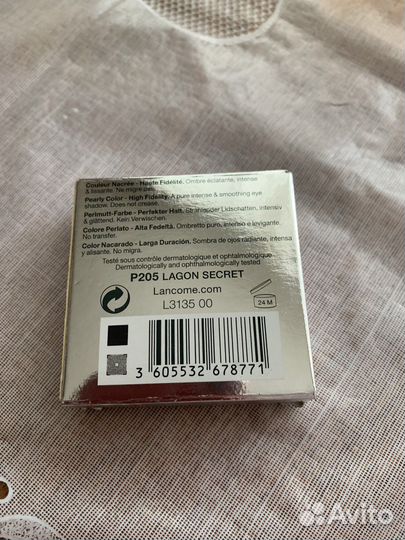 Couleur Nacrée - Haute Fidélité. Ombre éclatante, intense
& lissante. Ne migre pas.
Pearly Color - High Fidelity. A pure intense & smoothing eye
shadow. Does not crease.
Perlmutt-Farbe - Perfekter Halt. Strahlender Lidschatten, intensiv
& glättend. Kein Verwischen.
Colore Perlato - Alta Fedeltà. Ombretto puro, intenso e levigante.
No transfer.
Color Nacarado - Larga Duración. Sombra de ojos radiante, intensa
y alisante. No migra.
Testé sous contrôle dermatologique et ophtalmologique
Dermatologically and ophthalmologically tested
P205 LAGON SECRET
Lancome.com
L3135 00
24 M
3 605532 678771
Avito